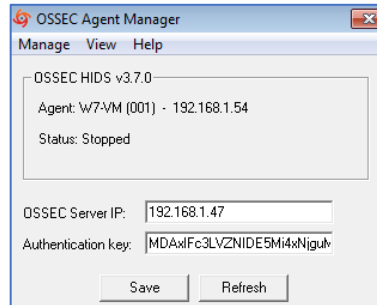 OSSEC Agent Manager
Manage View Help
OSSEC HIDS v3.7.0
Agent: W7-VM (001) - 192.168.1.54
Status: Stopped
OSSEC Server IP: 192.168.1.47
Authentication key:
Save Refresh